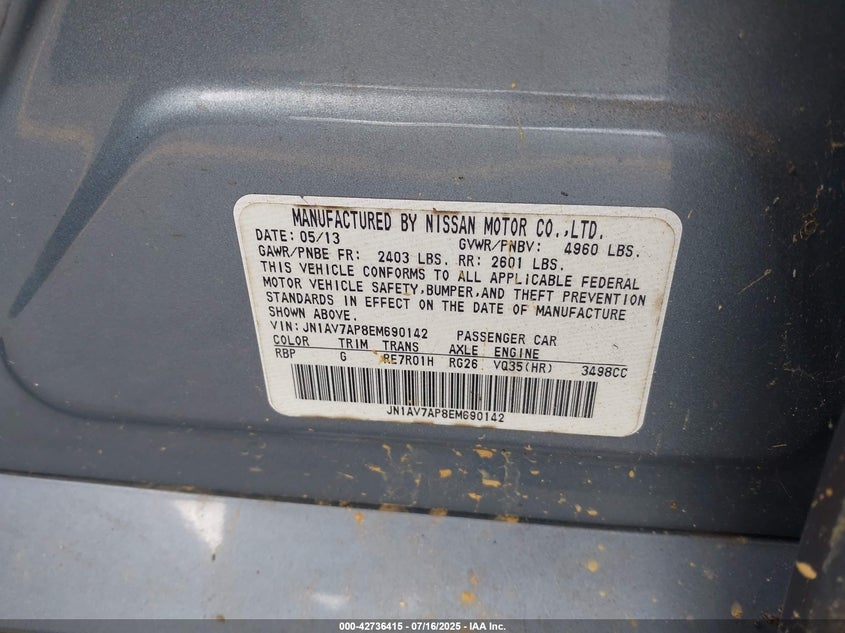 MANUFACTURED BY NISSAN MOTOR CO.,LTD.
DATE: 05/13 GVWR/PNBV: 4960 LBS.
GAWR/PNBE FR: 2403 LBS. RR: 2601 LBS.
THIS VEHICLE CONFORMS TO ALL APPLICABLE FEDERAL
MOTOR VEHICLE SAFETY,BUMPER,AND THEFT PREVENTION
STANDARDS IN EFFECT ON THE DATE OF MANUFACTURE
SHOWN ABOVE.
VIN: JN1AV7AP8EM690142 PASSENGER CAR
COLOR TRIM TRANS AXLE ENGINE
RBP G RE7R01H RG26 VQ35(HR) 3498CC
JN1AV7AP8EM690142
000-42736415 - 07/16/2025 - IAA Inc.